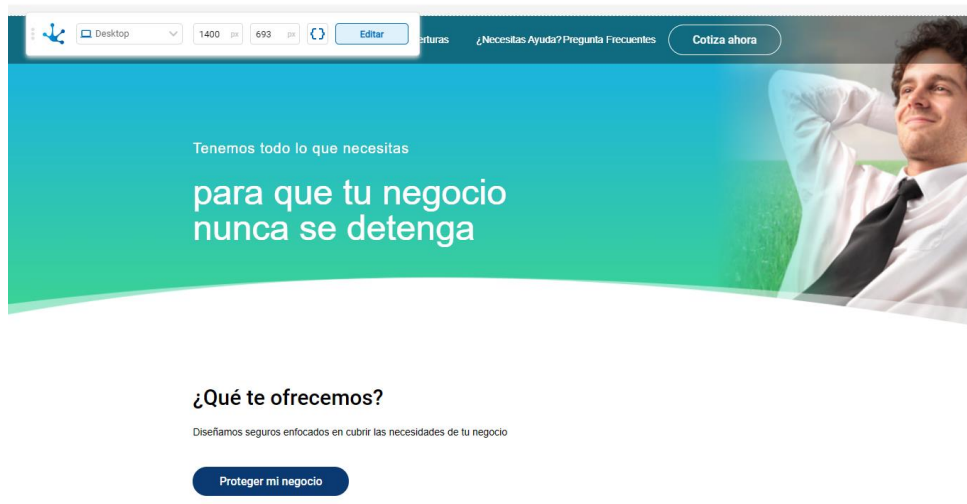 Desktop
1400 px
693 px
{}
Editar
¿Necesitas Ayuda?
Pregunta Frecuentes
Cotiza ahora
Tenemos todo lo que necesitas
para que tu negocio
nunca se detenga
¿Qué te ofrecemos?
Diseñamos seguros enfocados en cubrir las necesidades de tu negocio
Proteger mi negocio